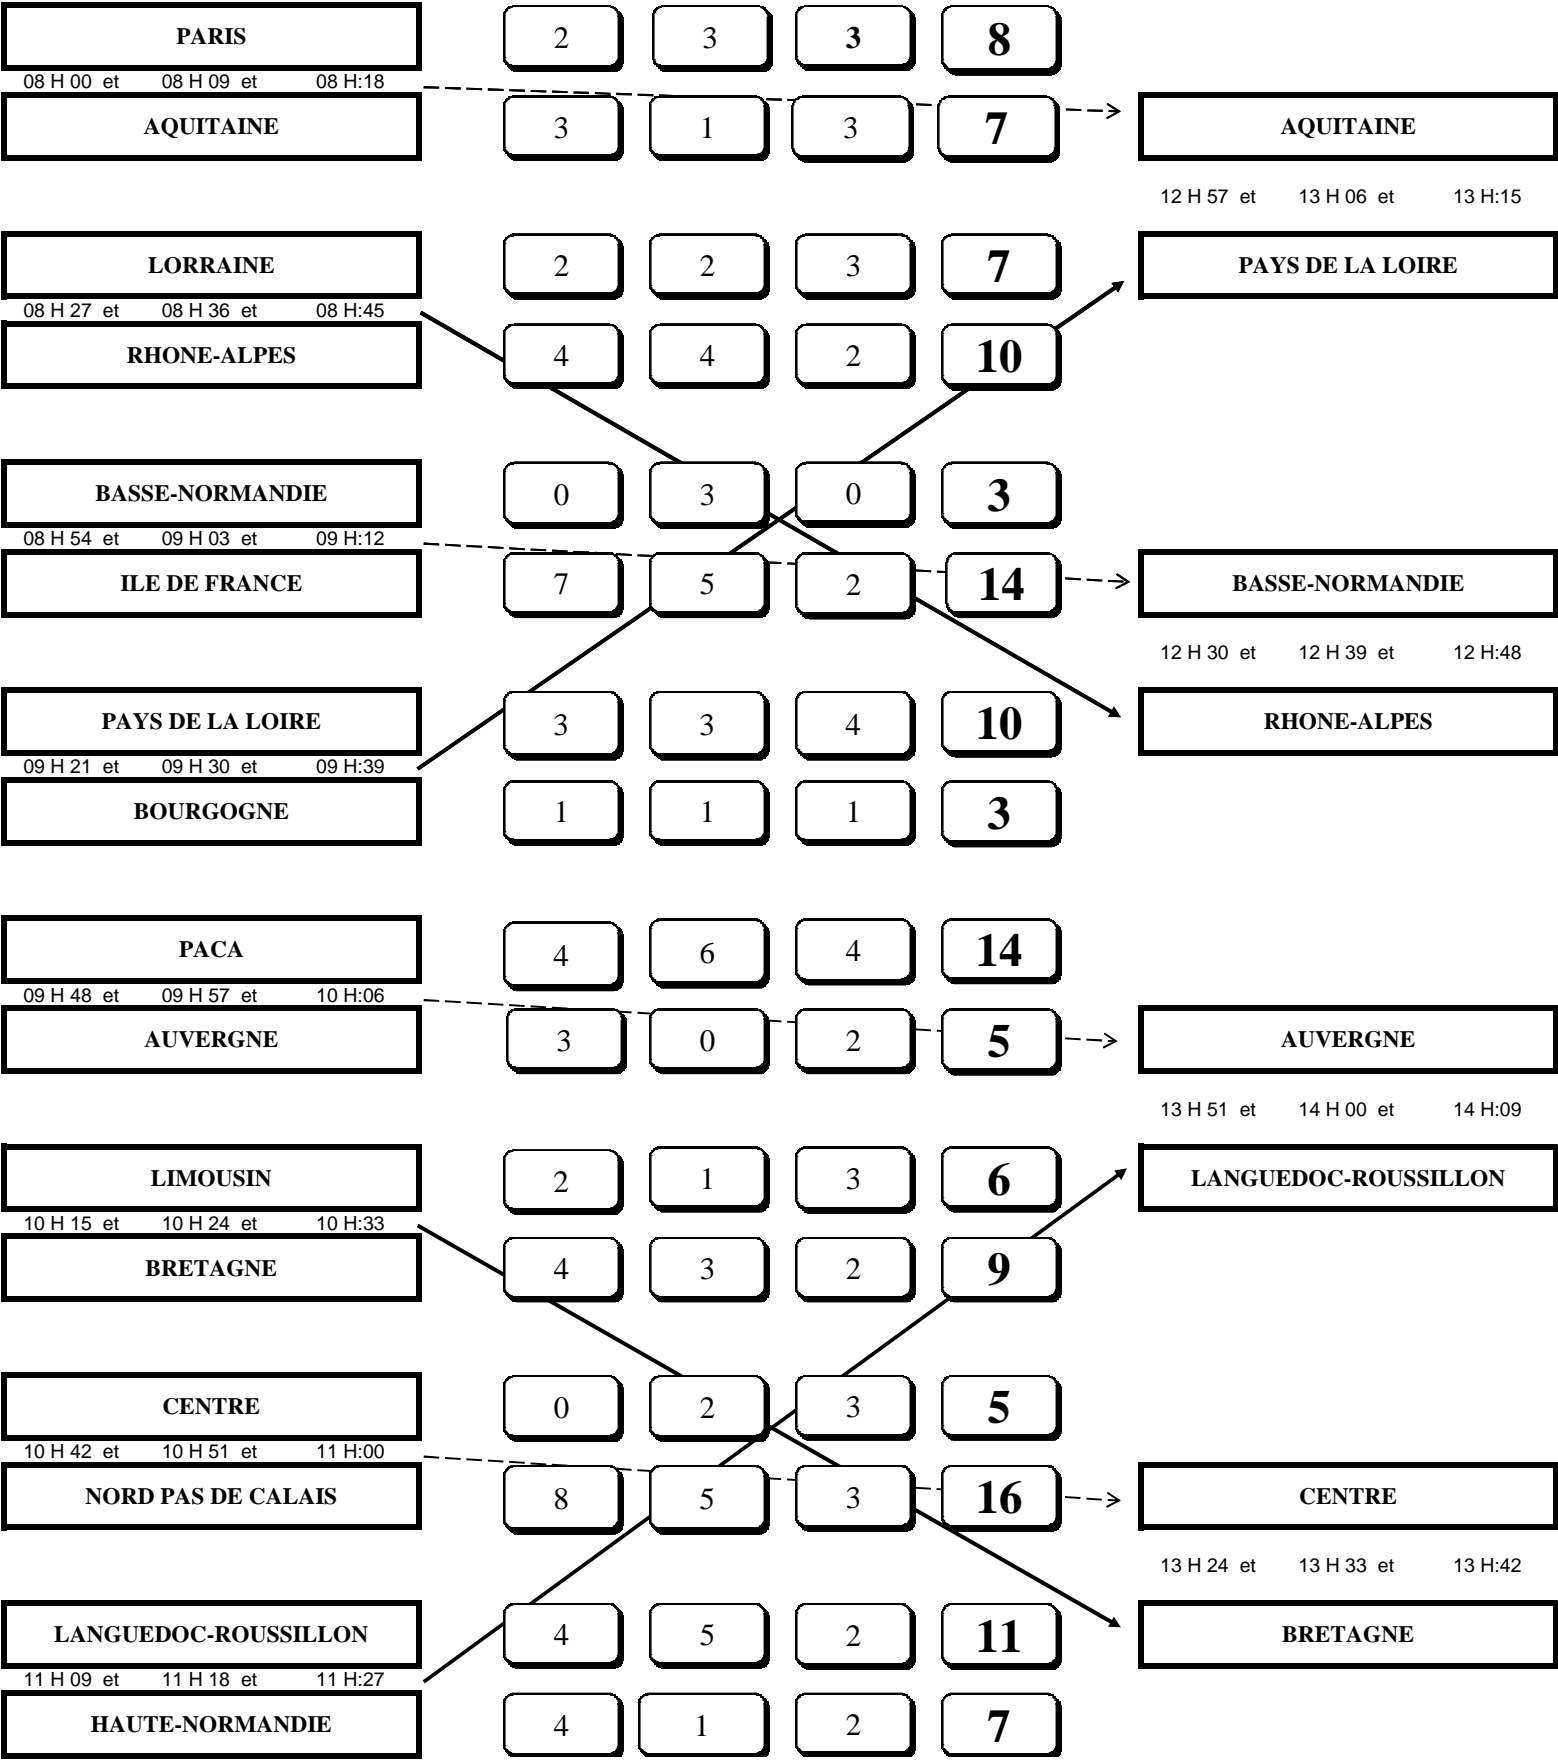 PARIS 2 3 3 8
08 H 00 et 08 H 09 et 08 H:18
AQUITAINE 3 1 3 7 AQUITAINE
12 H 57 et 13 H 06 et 13 H:15
LORRAINE 2 2 3 7 PAYS DE LA LOIRE
08 H 27 et 08 H 36 et 08 H:45
RHONE-ALPES 4 4 2 10
BASSE-NORMANDIE 0 3 0 3
08 H 54 et 09 H 03 et 09 H:12
ILE DE FRANCE 7 5 2 14 BASSE-NORMANDIE
12 H 30 et 12 H 39 et 12 H:48
PAYS DE LA LOIRE 3 3 4 10 RHONE-ALPES
09 H 21 et 09 H 30 et 09 H:39
BOURGOGNE 1 1 1 3
PACA 4 6 4 14
09 H 48 et 09 H 57 et 10 H:06
AUVERGNE 3 0 2 5 AUVERGNE
13 H 51 et 14 H 00 et 14 H:09
LIMOUSIN 2 1 3 6 LANGUEDOC-ROUSSILLON
10 H 15 et 10 H 24 et 10 H:33
BRETAGNE 4 3 2 9
CENTRE 0 2 3 5
10 H 42 et 10 H 51 et 11 H:00
NORD PAS DE CALAIS 8 5 3 16 CENTRE
13 H 24 et 13 H 33 et 13 H:42
LANGUEDOC-ROUSSILLON 4 5 2 11 BRETAGNE
11 H 09 et 11 H 18 et 11 H:27
HAUTE-NORMANDIE 4 1 2 7